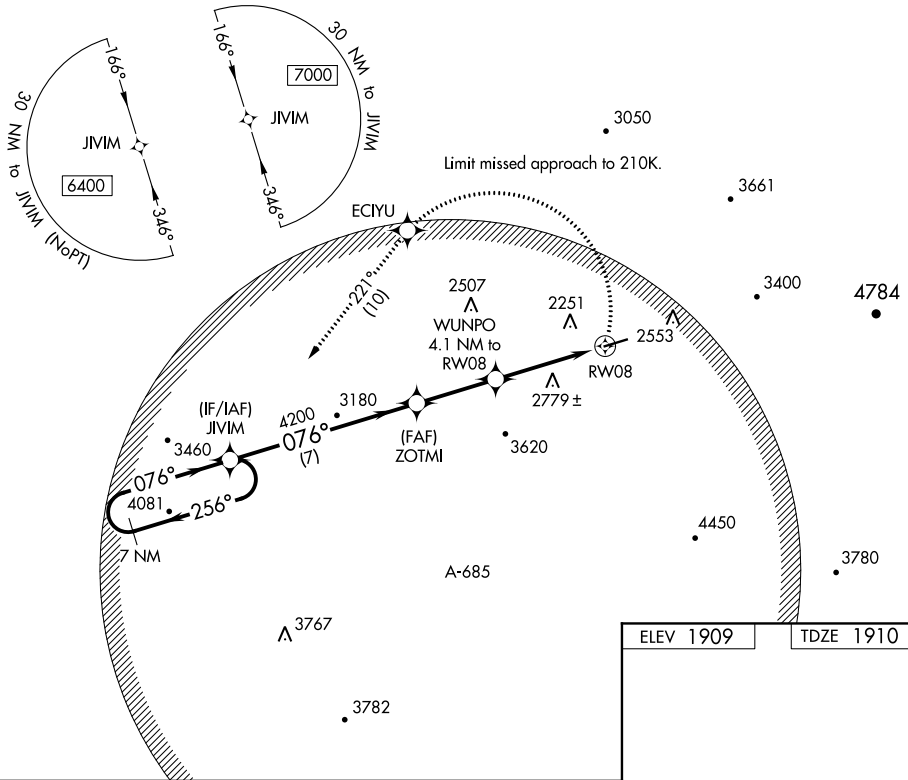 166°
JIVIM
6400
346°
30 NM to JIVIM (NoPT)
166°
7000
JIVIM
346°
30 NM to JIVIM
3050
Limit missed approach to 210K.
3661
ECIYU
3400
4784
221°
(10)
2507
2251
2553
WUNPO
4.1 NM to
RW08
RW08
2779 ±
(IF/IAF)
JIVIM
3180
4200
076°
(7)
(FAF)
ZOTMI
3620
3460
076°
4081
256°
7 NM
4450
3780
A-685
3767
3782
ELEV 1909
TDZE 1910